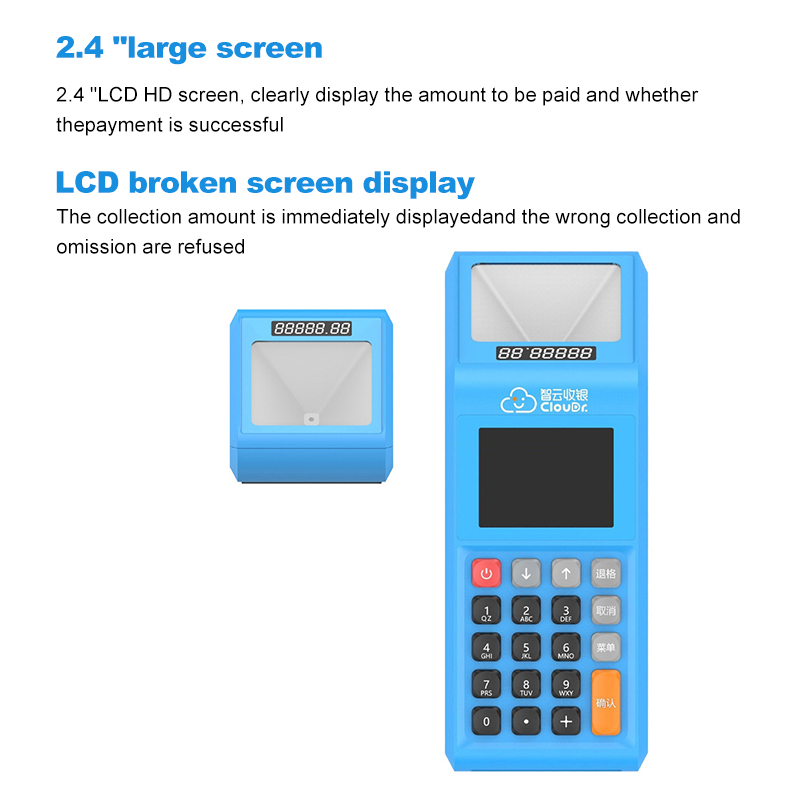 2.4 "large screen
2.4 "LCD HD screen, clearly display the amount to be paid and whether
thepayment is successful
LCD broken screen display
The collection amount is immediately displayedand the wrong collection and
omission are refused
88888.88
88.88888
智云收银
ClouDr.
退格
1 2 3 取消
QZ ABC DEF
4 5 6 菜单
GHI JKL MNO
7 8 9
PRS TUV WXY
确认
0 • +